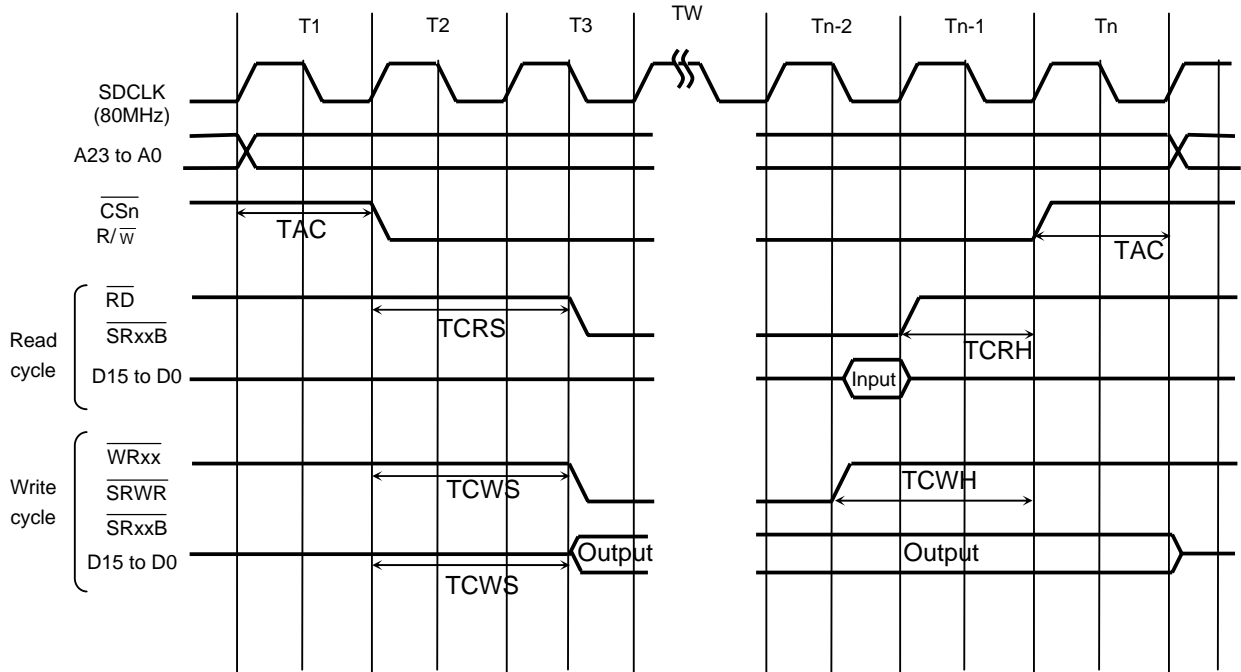 T1 T2 T3 TW Tn-2 Tn-1 Tn
SDCLK
(80MHz)
A23 to A0
CSn
R/ W
TAC
TAC
Read
cycle
RD
SRxxB
TCRS
TCRH
D15 to D0
Input
Write
cycle
WRxx
SRWR
SRxxB
TCWS
TCWH
D15 to D0
Output
Output
TCWS